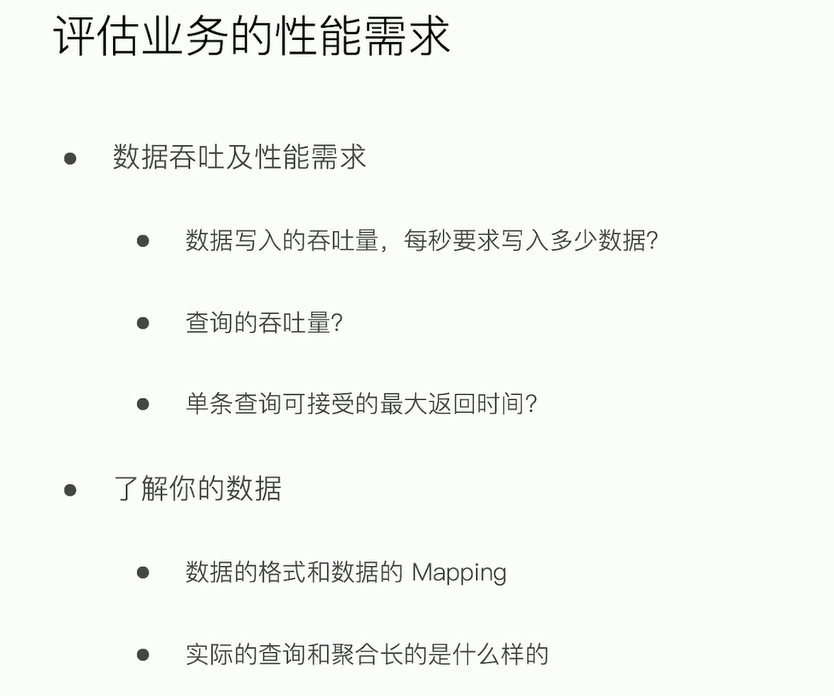 评估业务的性能需求
数据吞吐及性能需求
数据写入的吞吐量，每秒要求写入多少数据？
查询的吞吐量？
单条查询可接受的最大返回时间？
了解你的数据
数据的格式和数据的 Mapping
实际的查询和聚合长的是什么样的